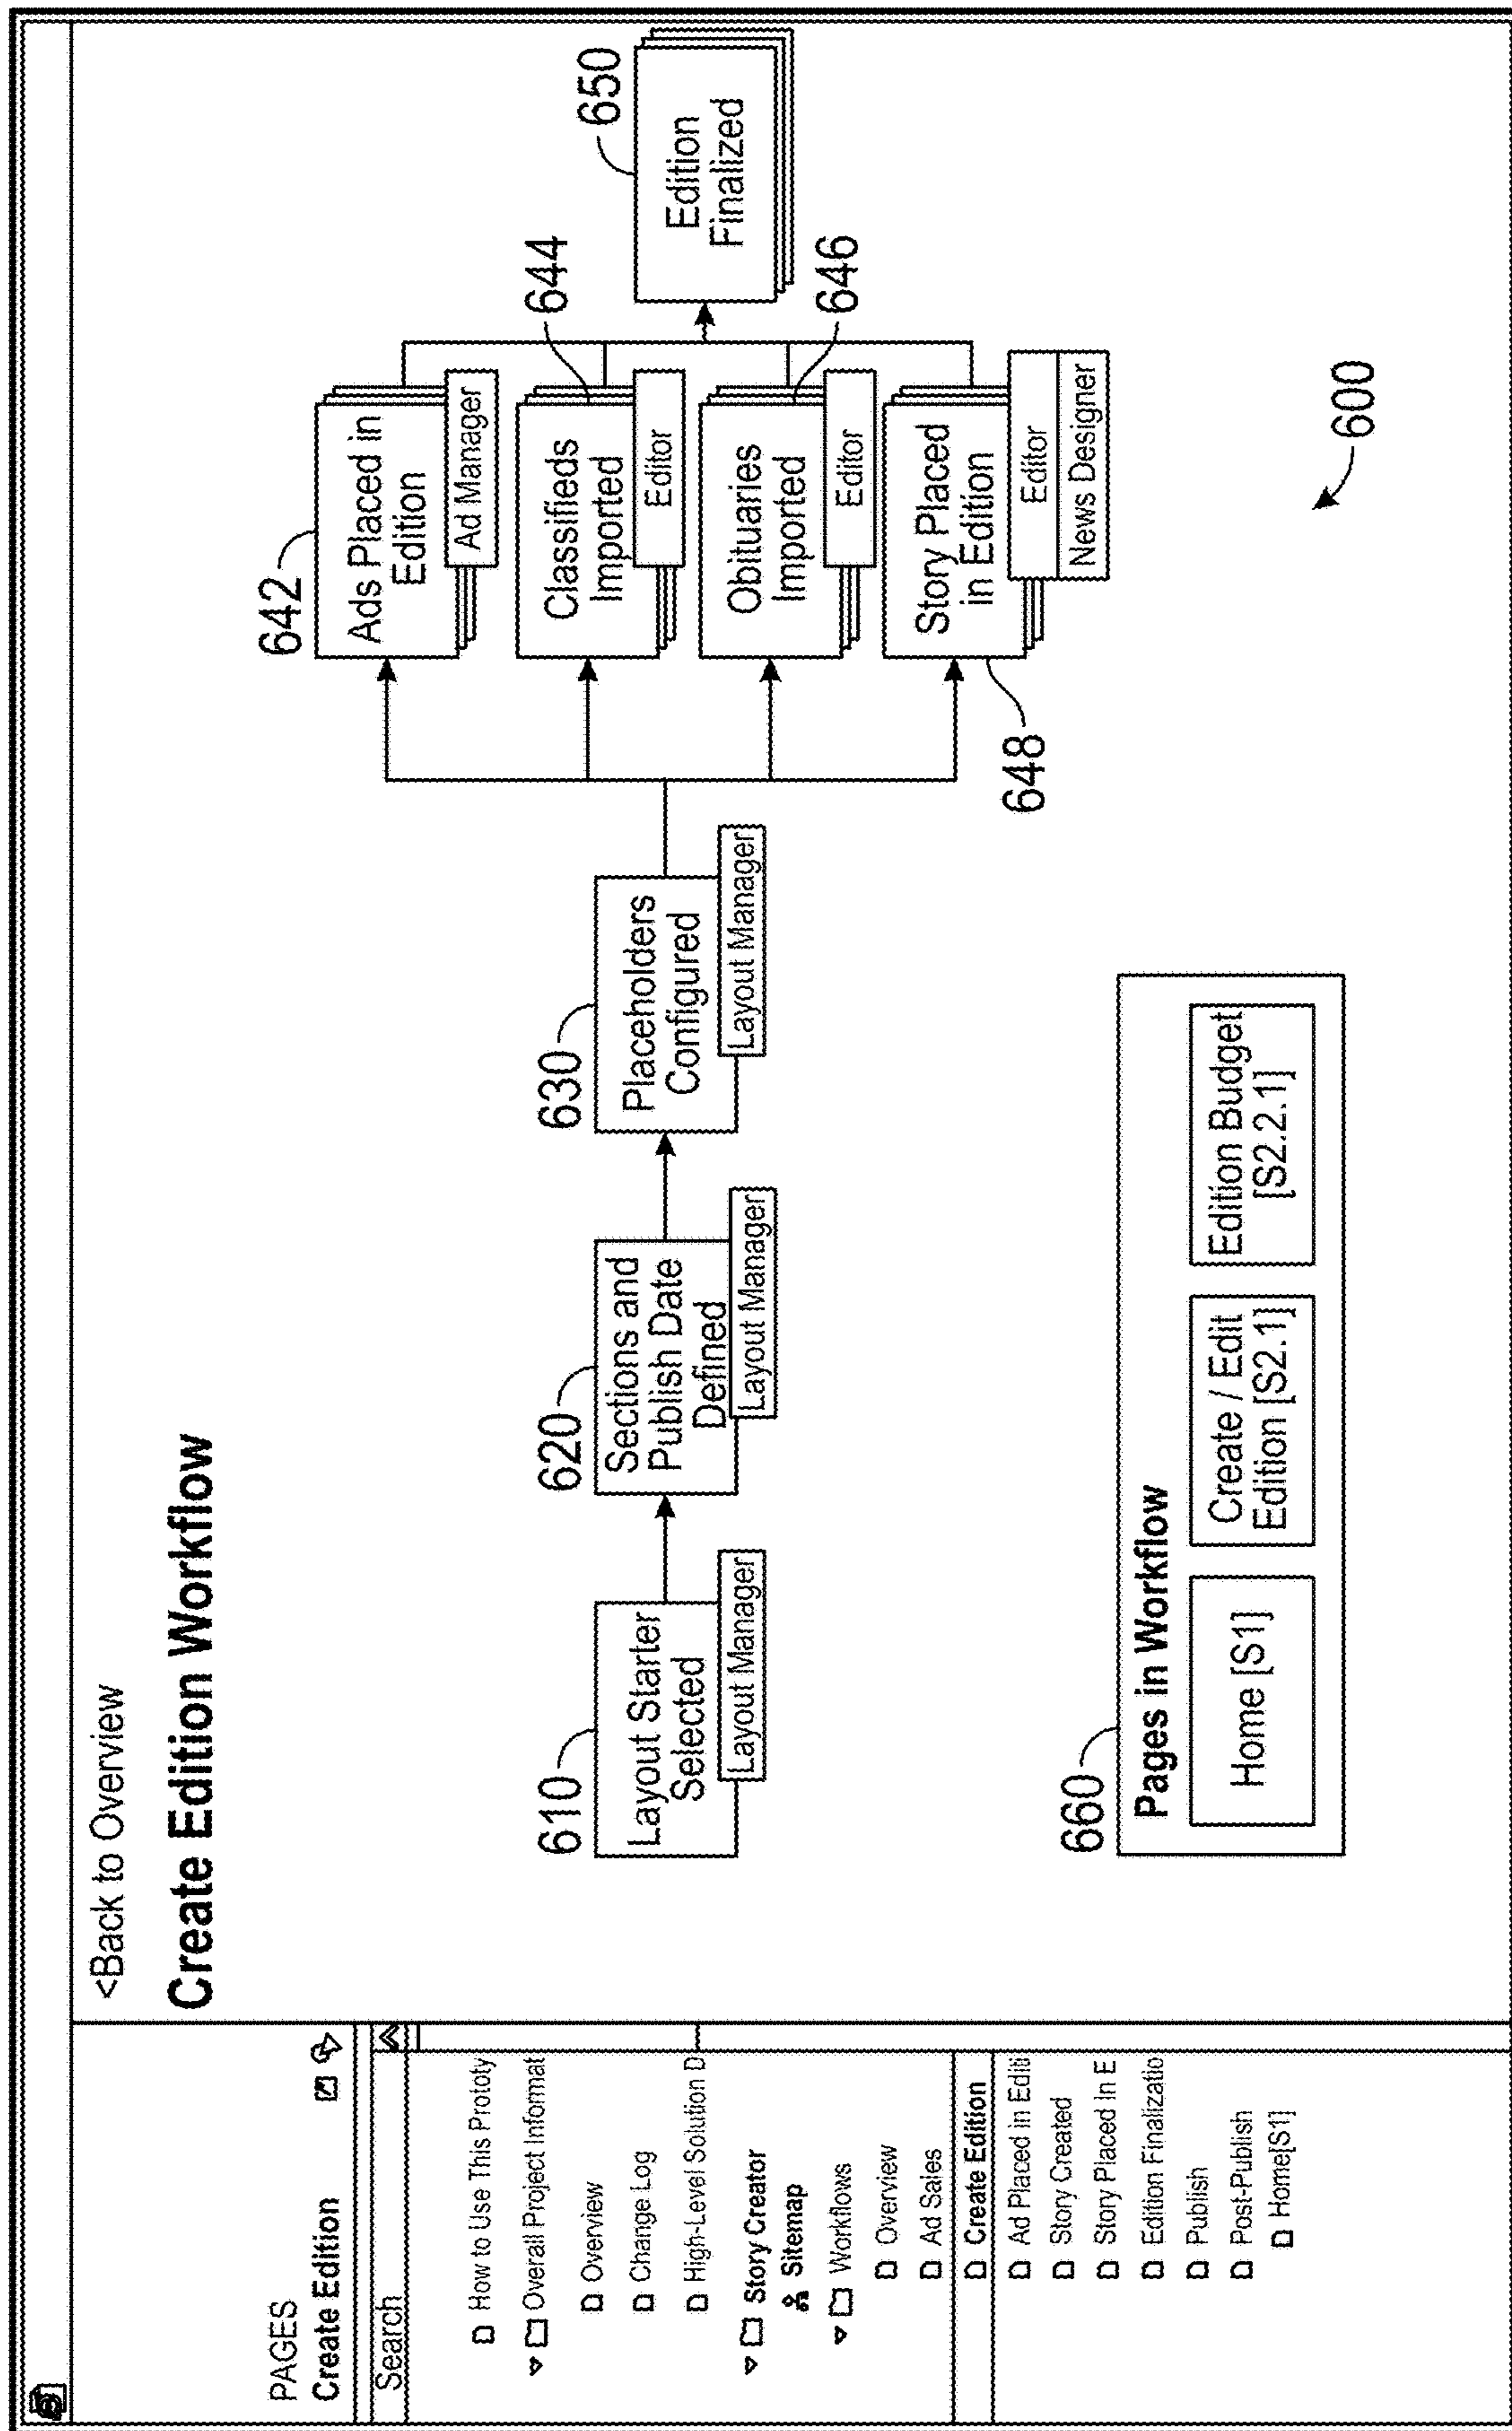 PAGES
Create Edition
Search
How to Use This Prototy
Overall Project Informat
Overview
Change Log
High-Level Solution D
Story Creator
Sitemap
Workflows
Overview
Ad Sales
Create Edition
Ad Placed in Editi
Story Created
Story Placed In E
Edition Finalizatio
Publish
Post-Publish
Home[S1]
<Back to Overview
Create Edition Workflow
610
Layout Starter
Selected
Layout Manager
620
Sections and
Publish Date
Defined
Layout Manager
630
Placeholders
Configured
Layout Manager
642
Ads Placed in
Edition
Ad Manager
644
Classifieds
Imported
Editor
646
Obituaries
Imported
Editor
648
Story Placed
in Edition
Editor
News Designer
650
Edition
Finalized
660
Pages in Workflow
Home [S1]
Create / Edit
Edition [S2.1]
Edition Budget
[S2.2.1]
600